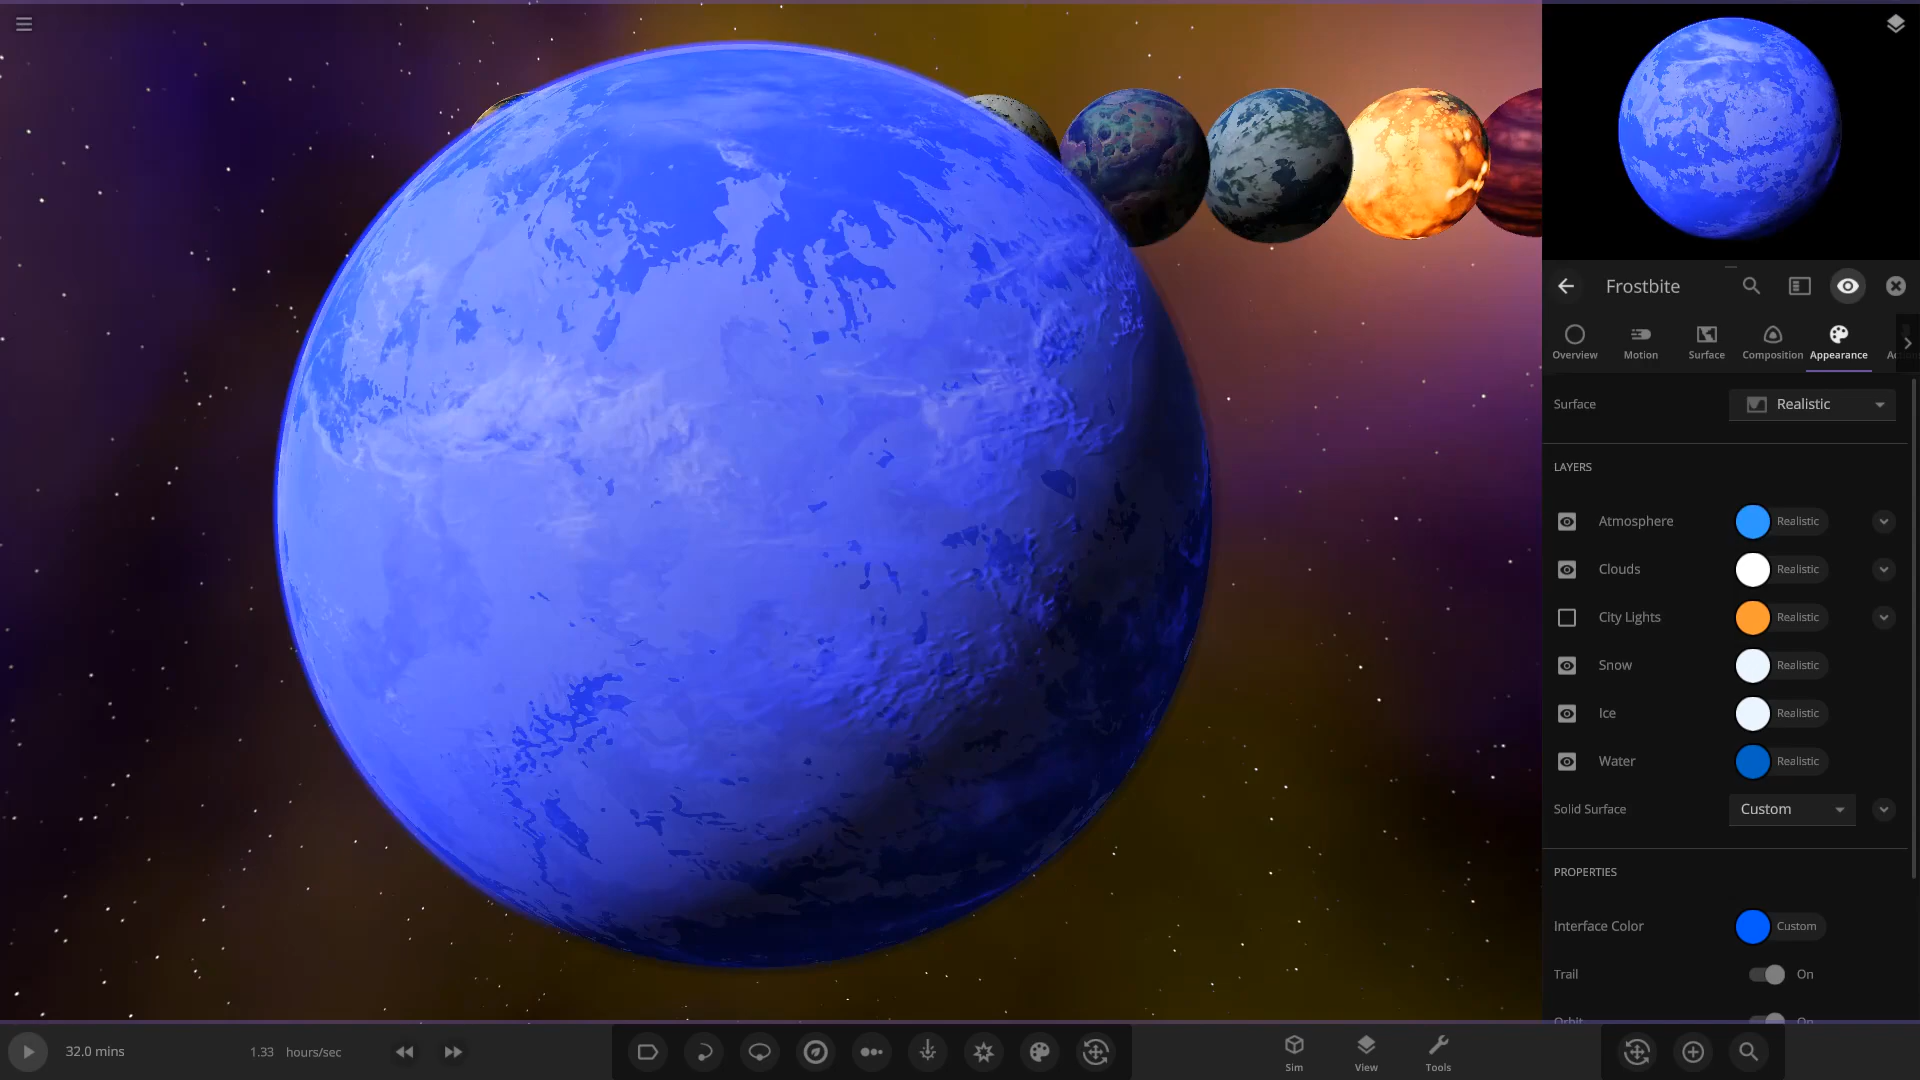 Frostbite
Overview
Motion
Surface
Composition
Appearance
Surface
Realistic
LAYERS
Atmosphere
Realistic
Clouds
Realistic
City Lights
Realistic
Snow
Realistic
Ice
Realistic
Water
Realistic
Solid Surface
Custom
PROPERTIES
Interface Color
Custom
Trail
On
Orbit
On
32.0 mins
1.33 hours/sec
Sim
View
Tools